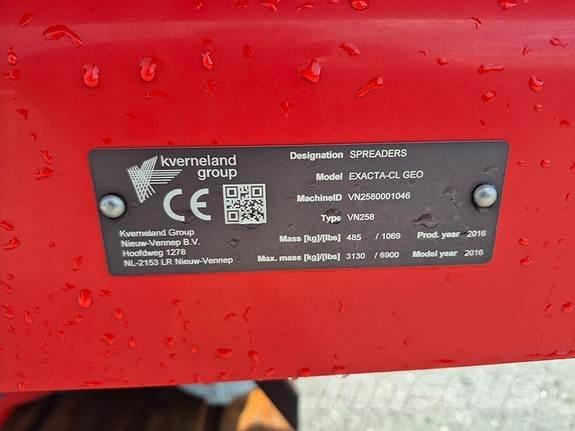 kverneland
group
CE
Kverneland Group
Nieuw-Vennep B.V.
Hoofdweg 1278
NL-2153 LR Nieuw-Vennep
Designation SPREADERS
Model EXACTA-CL GEO
MachineID VN2580001046
Type VN258
Mass [kg]/[lbs] 485 / 1069 Prod. year 2016
Max. mass [kg]/[lbs] 3130 / 6900 Model year 2016